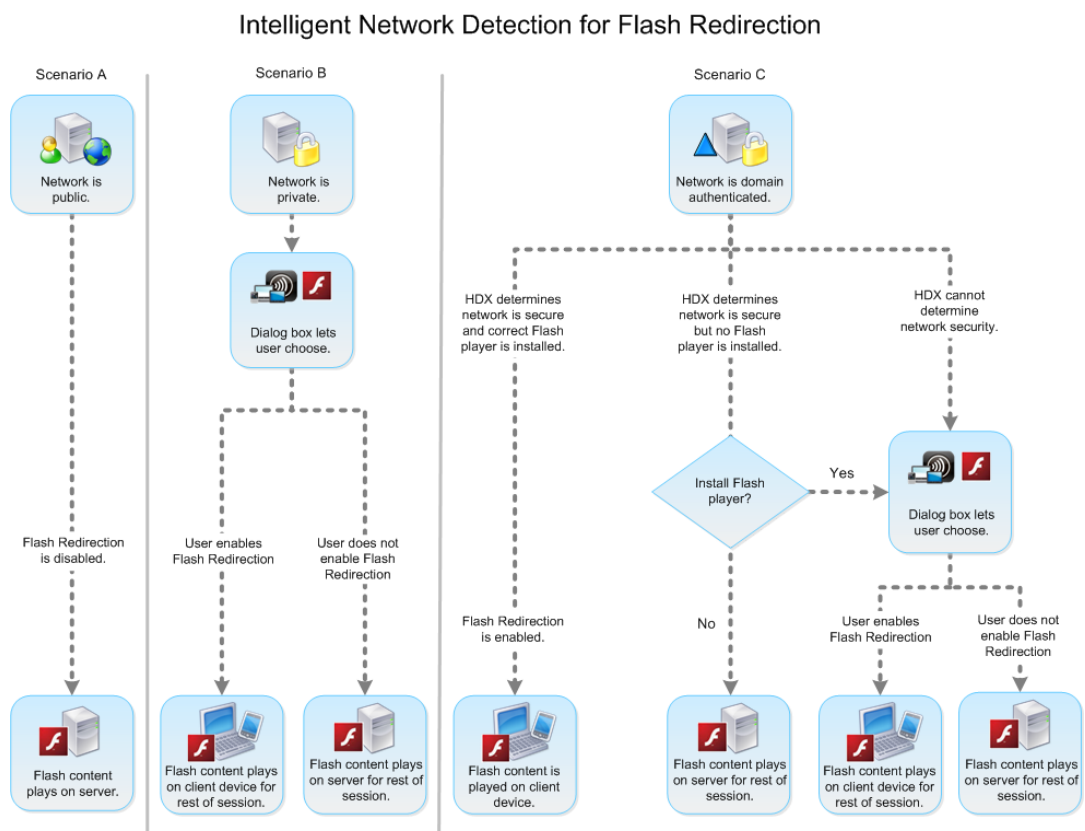 Intelligent Network Detection for Flash Redirection
Scenario A
Network is
public.
Flash Redirection
is disabled.
Flash content
plays on server.
Scenario B
Network is
private.
Dialog box lets
user choose.
User enables
Flash Redirection
User does not
enable Flash
Redirection
Flash content plays
on client device for
rest of session.
Flash content plays
on server for rest of
session.
Scenario C
Network is domain
authenticated.
HDX determines
network is secure
and correct Flash
player is installed.
HDX determines
network is secure
but no Flash
player is installed.
HDX cannot
determine
network security.
Install Flash
player?
Yes
Dialog box lets
user choose.
Flash Redirection
is enabled.
No
User enables
Flash Redirection
User does not
enable Flash
Redirection
Flash content is
played on client
device.
Flash content plays
on server for rest of
session.
Flash content plays
on client device for
rest of session.
Flash content plays
on server for rest of
session.